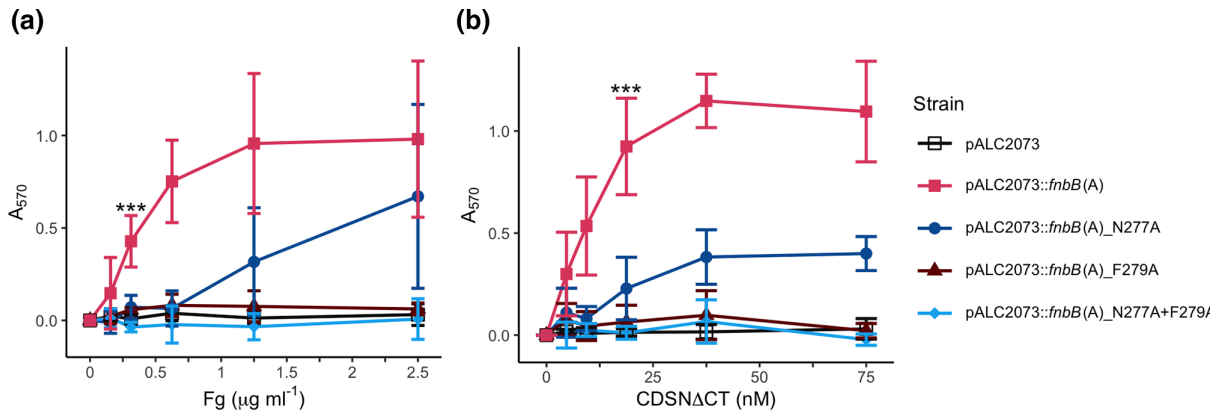 (a)
A570
1.0
0.5
0.0
***
0 0.5 1 1.5 2 2.5
Fg (μg ml⁻¹)
(b)
A570
1.0
0.5
0.0
***
0 25 50 75
CDSNΔCT (nM)
Strain
pALC2073
pALC2073::fnbB(A)
pALC2073::fnbB(A)_N277A
pALC2073::fnbB(A)_F279A
pALC2073::fnbB(A)_N277A+F279A